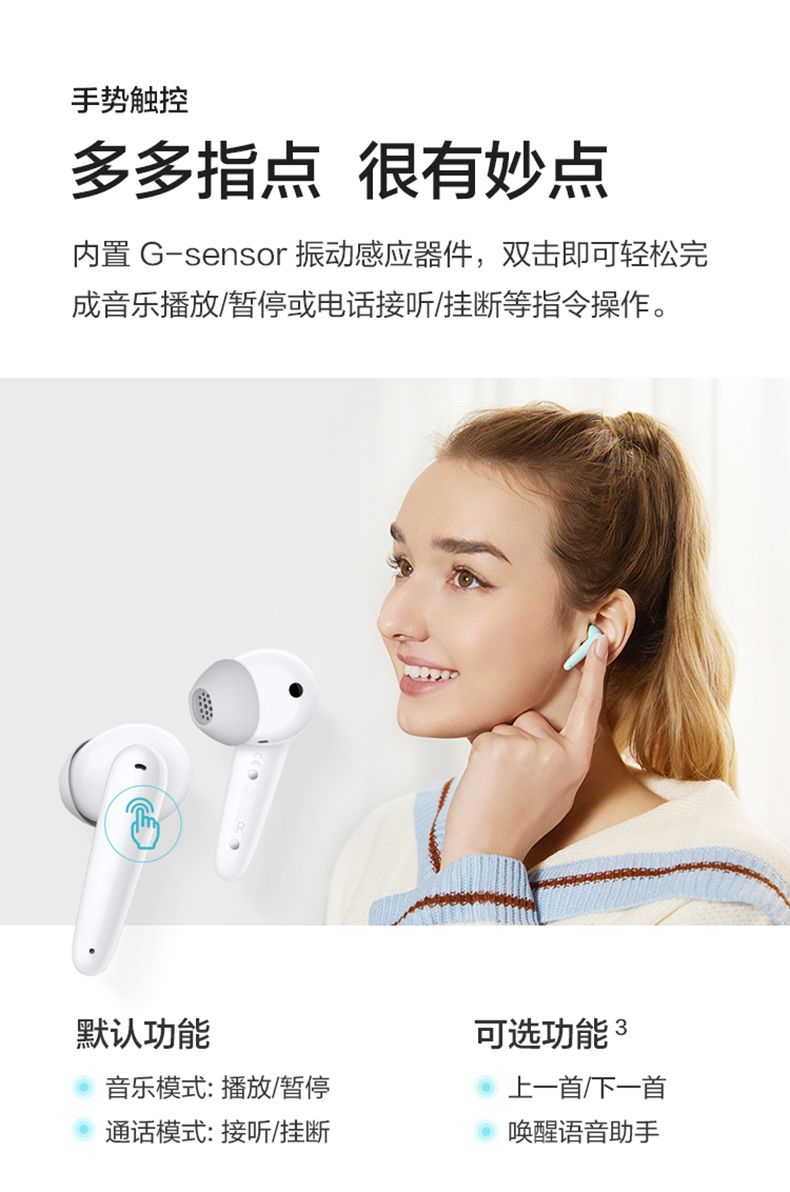 手势触控
多多指点 很有妙点
内置 G-sensor 振动感应器件，双击即可轻松完
成音乐播放/暂停或电话接听/挂断等指令操作。
默认功能
可选功能3
音乐模式: 播放/暂停
上一首/下一首
通话模式: 接听/挂断
唤醒语音助手